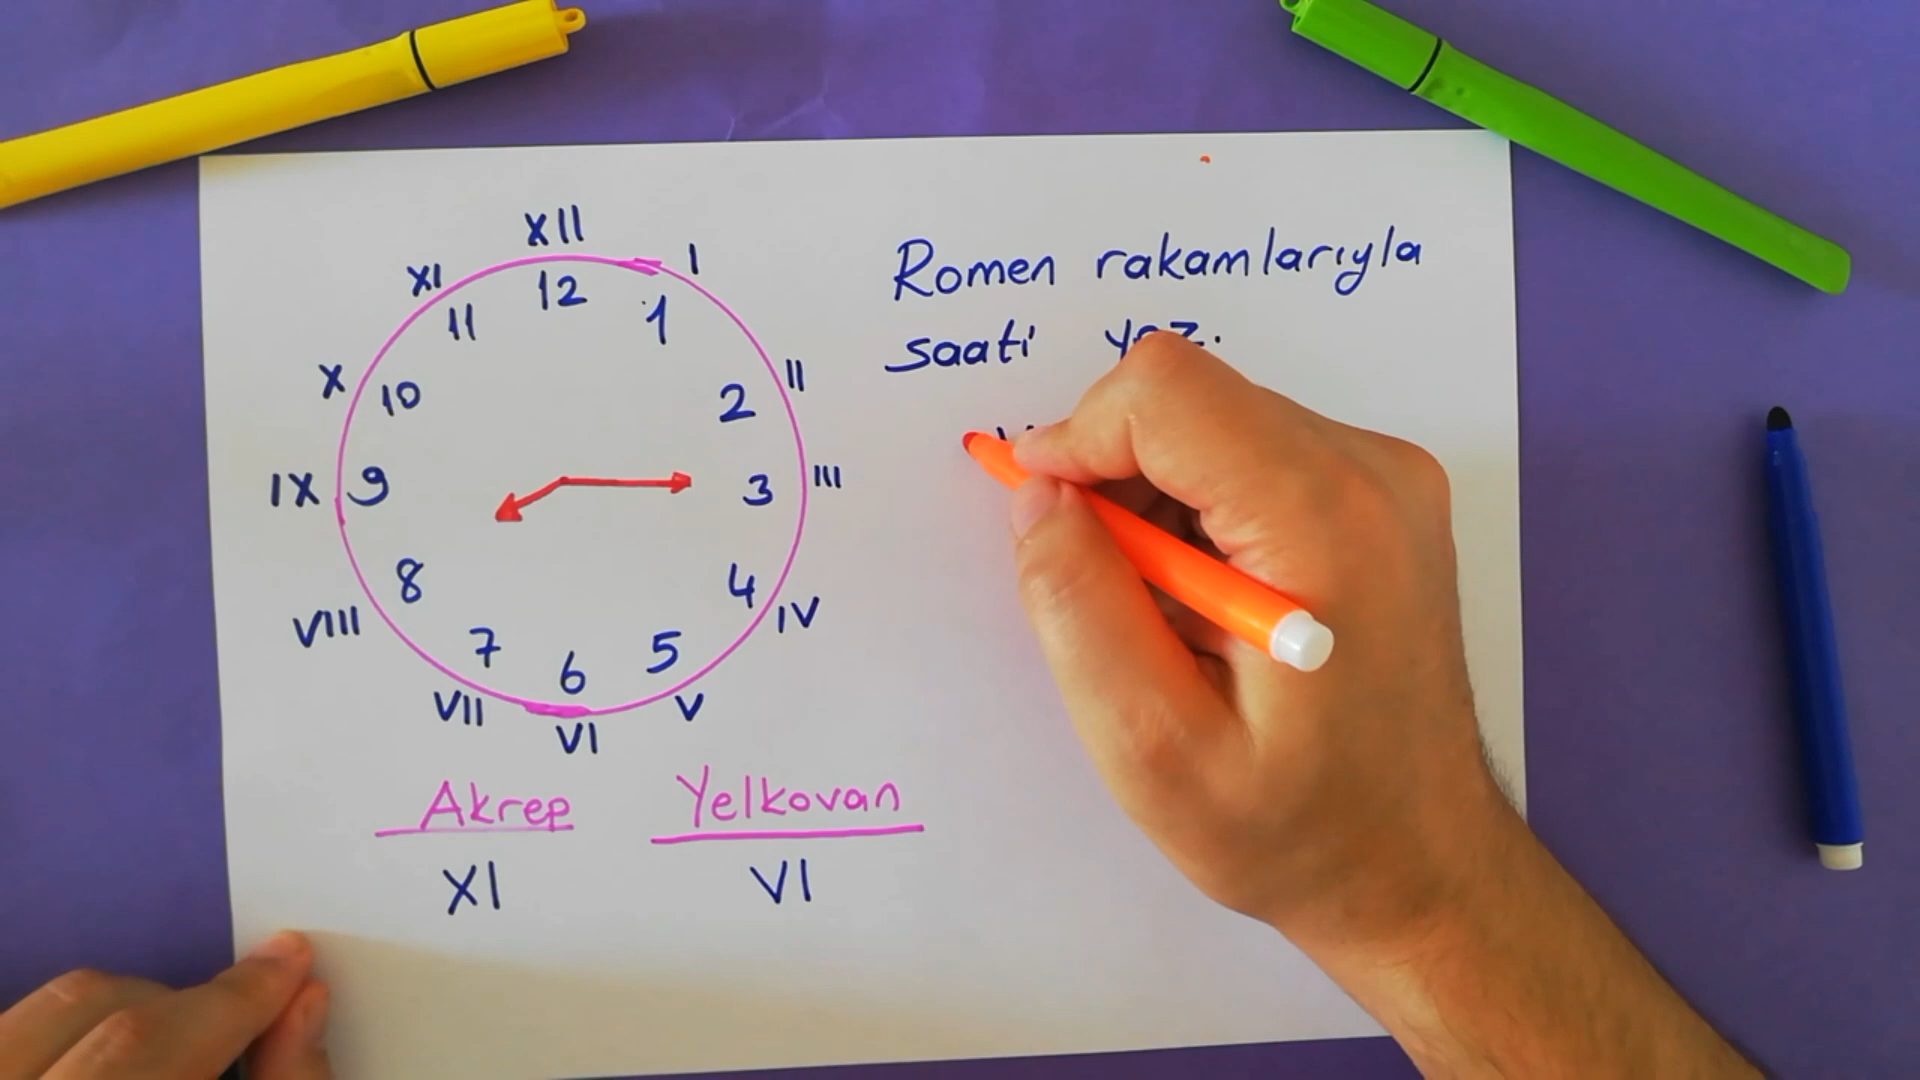 XII
XI I
11 12 1
X II
10 2
IX 9 3 III
8 4
VIII IV
7 6 5
VII VI V
Akrep Yelkovan
XI VI
Romen rakamlarıyla
saati yaz.